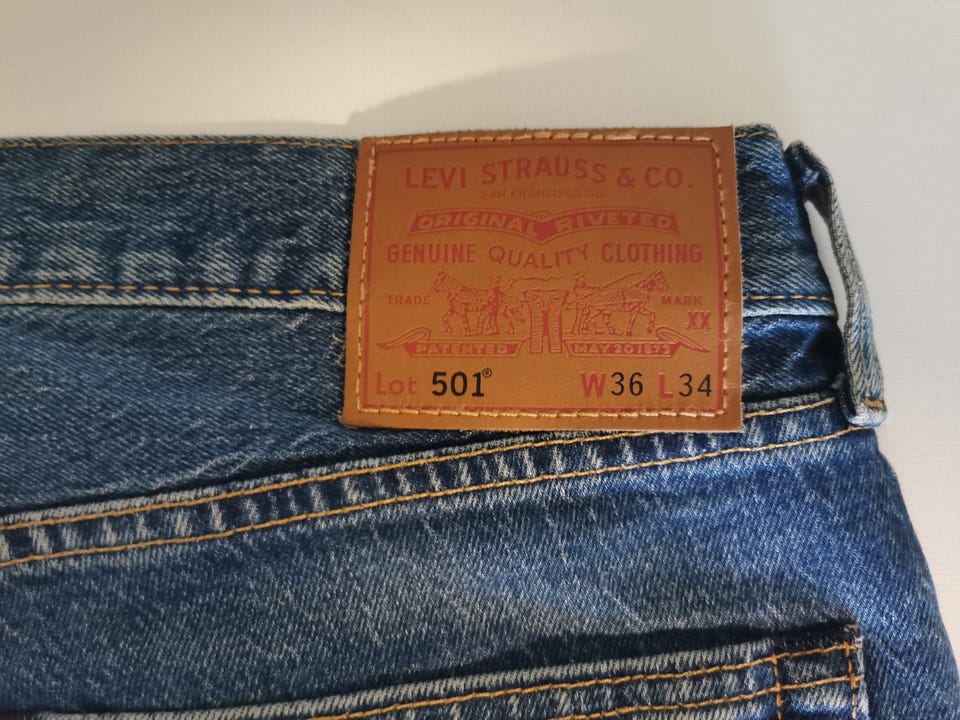 LEVI STRAUSS & CO.
SAN FRANCISCO, CAL.
ORIGINAL RIVETED
GENUINE QUALITY CLOTHING
TRADE MARK
XX
PATENTED MAY 20 1873
Lot 501® W36 L34